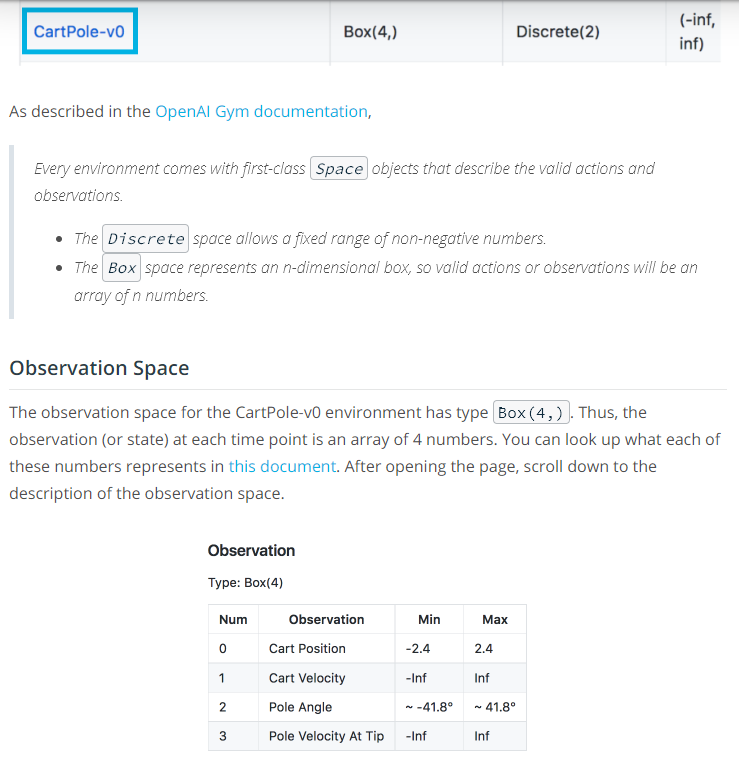 CartPole-v0 Box(4,) Discrete(2) (-inf,
inf)
As described in the OpenAI Gym documentation,
Every environment comes with first-class Space objects that describe the valid actions and
observations.
• The Discrete space allows a fixed range of non-negative numbers.
• The Box space represents an n-dimensional box, so valid actions or observations will be an
array of n numbers.
Observation Space
The observation space for the CartPole-v0 environment has type Box(4,). Thus, the
observation (or state) at each time point is an array of 4 numbers. You can look up what each of
these numbers represents in this document. After opening the page, scroll down to the
description of the observation space.
Observation
Type: Box(4)
Num Observation Min Max
0 Cart Position -2.4 2.4
1 Cart Velocity -Inf Inf
2 Pole Angle ~ -41.8° ~ 41.8°
3 Pole Velocity At Tip -Inf Inf